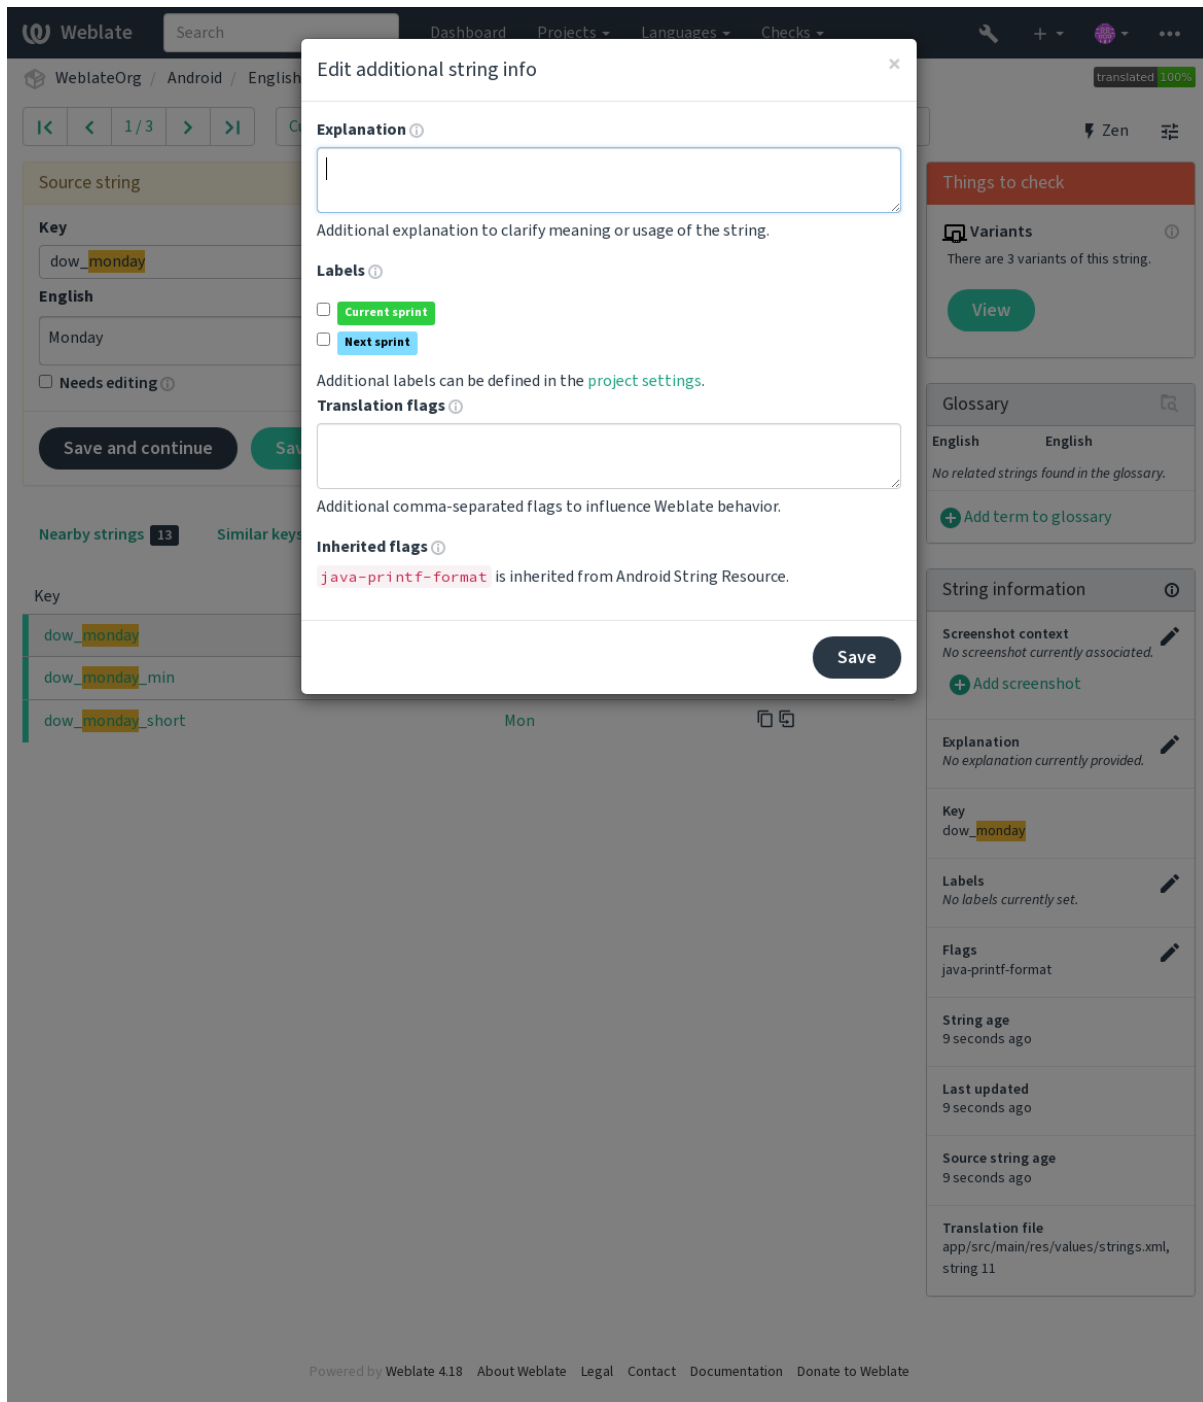 Weblate
Search
Dashboard
Projects
Languages
Checks
WeblateOrg / Android / English
translated 100%
1 / 3
Zen
Edit additional string info
×
Explanation
Additional explanation to clarify meaning or usage of the string.
Labels
Current sprint
Next sprint
Additional labels can be defined in the project settings.
Translation flags
Additional comma-separated flags to influence Weblate behavior.
Inherited flags
java-printf-format is inherited from Android String Resource.
Save
Source string
Key
dow_monday
English
Monday
Needs editing
Save and continue
Nearby strings 13
Similar keys
Key
dow_monday
dow_monday_min
dow_monday_short
Mon
Things to check
Variants
There are 3 variants of this string.
View
Glossary
English English
No related strings found in the glossary.
Add term to glossary
String information
Screenshot context
No screenshot currently associated.
Add screenshot
Explanation
No explanation currently provided.
Key
dow_monday
Labels
No labels currently set.
Flags
java-printf-format
String age
9 seconds ago
Last updated
9 seconds ago
Source string age
9 seconds ago
Translation file
app/src/main/res/values/strings.xml,
string 11
Powered by Weblate 4.18 About Weblate Legal Contact Documentation Donate to Weblate